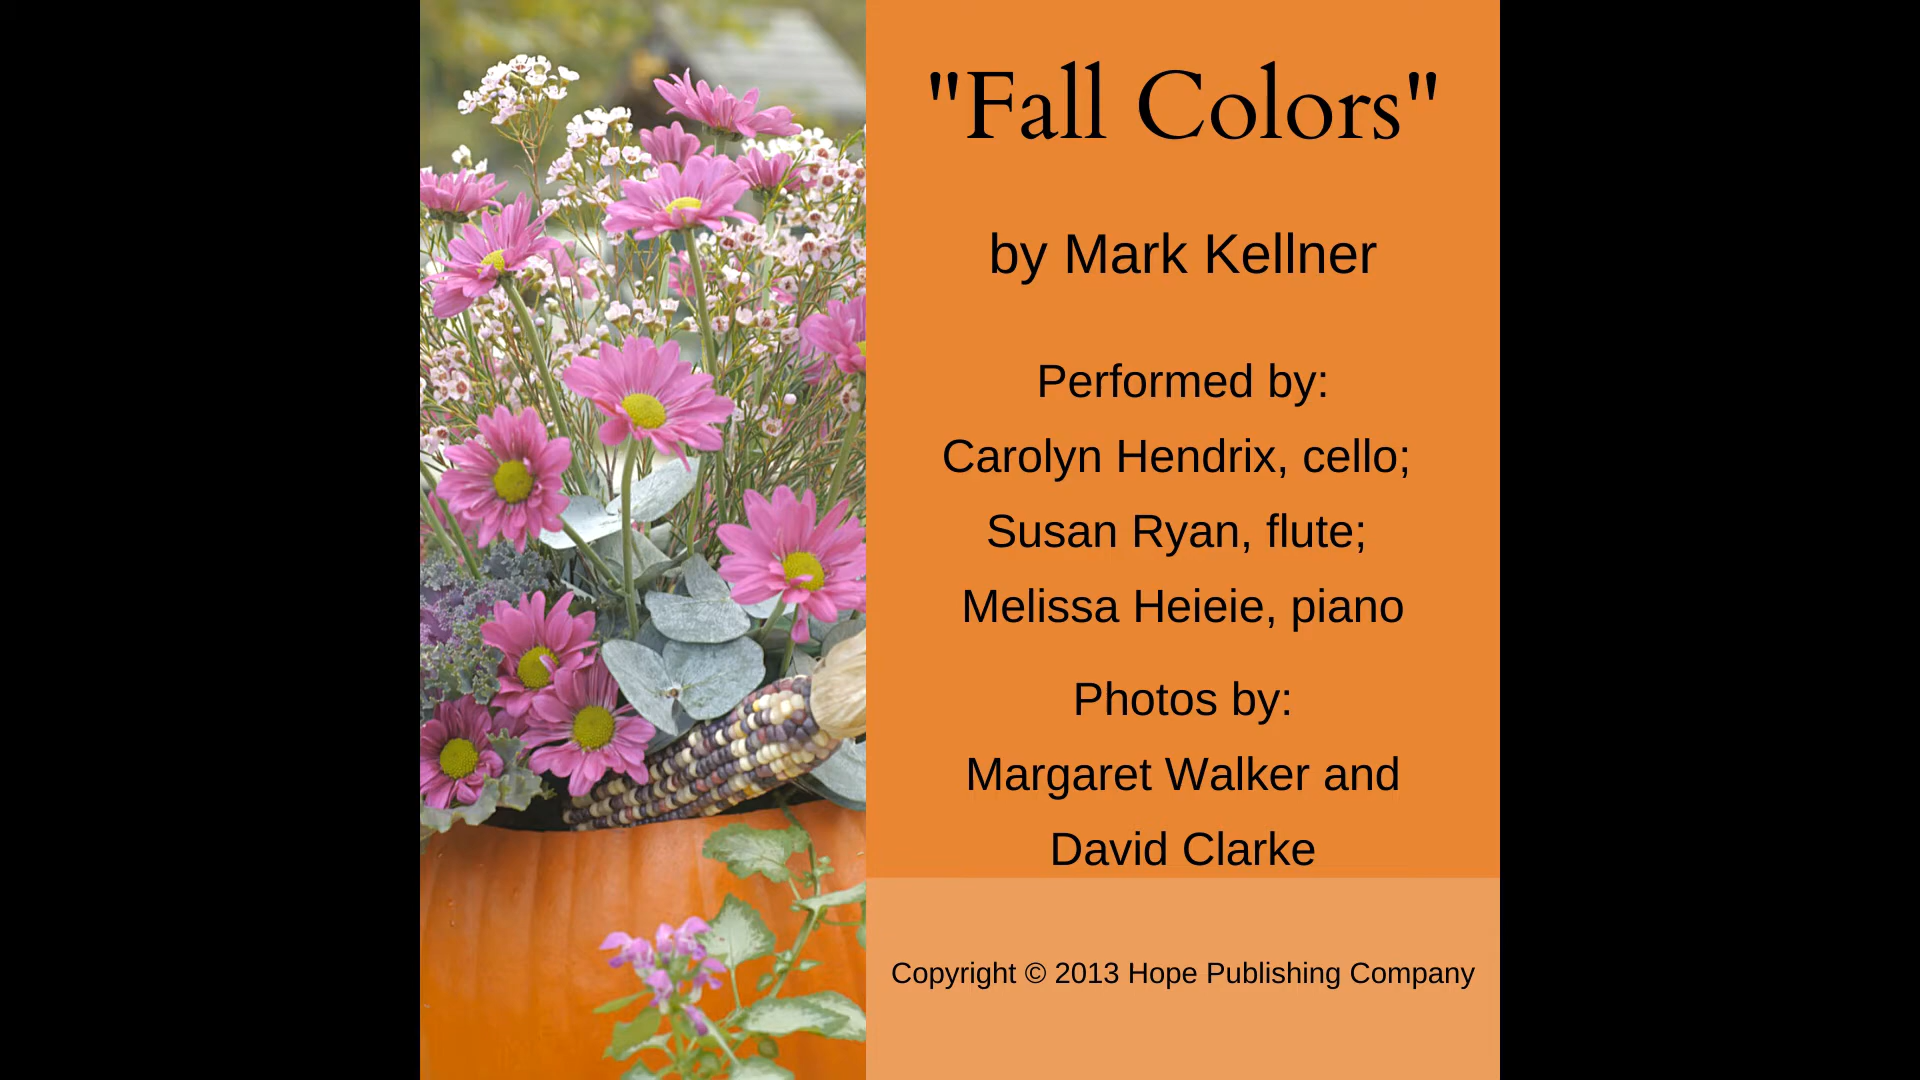 "Fall Colors"
by Mark Kellner
Performed by:
Carolyn Hendrix, cello;
Susan Ryan, flute;
Melissa Heieie, piano
Photos by:
Margaret Walker and
David Clarke
Copyright © 2013 Hope Publishing Company